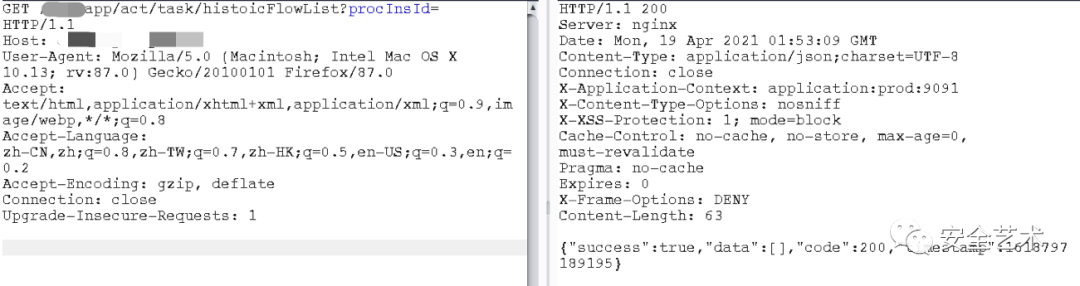 GET app/act/task/histoicFlowList?procInsId=
HTTP/1.1
Host:
User-Agent: Mozilla/5.0 (Macintosh; Intel Mac OS X
10.13; rv:87.0) Gecko/20100101 Firefox/87.0
Accept:
text/html,application/xhtml+xml,application/xml;q=0.9,im
age/webp,*/*;q=0.8
Accept-Language:
zh-CN,zh;q=0.8,zh-TW;q=0.7,zh-HK;q=0.5,en-US;q=0.3,en;q=
0.2
Accept-Encoding: gzip, deflate
Connection: close
Upgrade-Insecure-Requests: 1
HTTP/1.1 200
Server: nginx
Date: Mon, 19 Apr 2021 01:53:09 GMT
Content-Type: application/json;charset=UTF-8
Connection: close
X-Application-Context: application:prod:9091
X-Content-Type-Options: nosniff
X-XSS-Protection: 1; mode=block
Cache-Control: no-cache, no-store, max-age=0,
must-revalidate
Pragma: no-cache
Expires: 0
X-Frame-Options: DENY
Content-Length: 63
{"success":true,"data":[],"code":200, :1618797
189195}
安全艺术